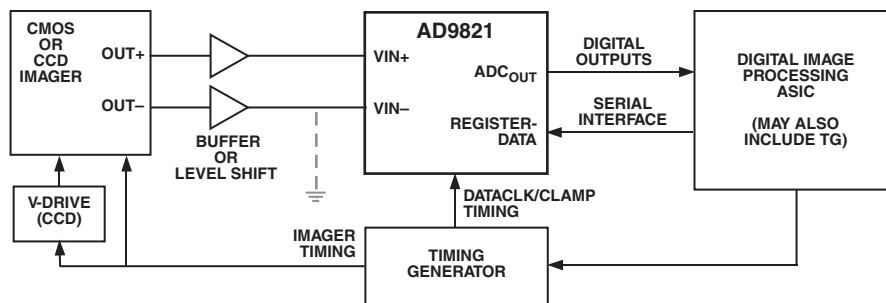 CMOS
OR
CCD
IMAGER
OUT+
OUT–
BUFFER
OR
LEVEL SHIFT
AD9821
VIN+
VIN–
ADCOUT
REGISTER-
DATA
DIGITAL
OUTPUTS
SERIAL
INTERFACE
DIGITAL IMAGE
PROCESSING
ASIC
(MAY ALSO
INCLUDE TG)
V-DRIVE
(CCD)
IMAGER
TIMING
DATACLK/CLAMP
TIMING
TIMING
GENERATOR